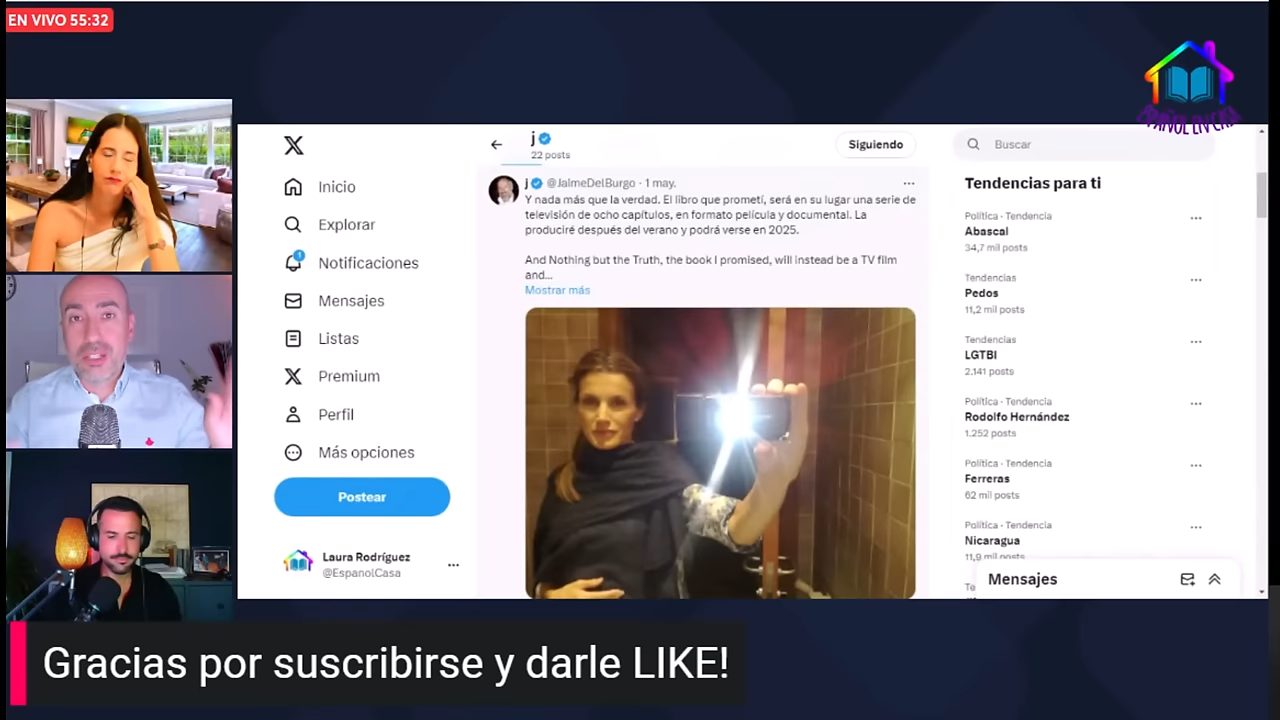 EN VIVO 55:32
ESPAÑOL EN CASA
j
22 posts
Siguiendo
Inicio
Explorar
1
Notificaciones
Mensajes
Listas
Premium
Perfil
Más opciones
Postear
Laura Rodríguez
@EspanolCasa
j @JaImeDelBurgo · 1 may.
Y nada más que la verdad. El libro que prometí, será en su lugar una serie de
televisión de ocho capítulos, en formato película y documental. La
produciré después del verano y podrá verse en 2025.
And Nothing but the Truth, the book I promised, will instead be a TV film
and...
Mostrar más
Buscar
Tendencias para ti
Política · Tendencia
Abascal
34,7 mil posts
Tendencias
Pedos
11,2 mil posts
Tendencias
LGTBI
2.141 posts
Política · Tendencia
Rodolfo Hernández
1.252 posts
Política · Tendencia
Ferreras
62 mil posts
Política · Tendencia
Nicaragua
11,9 mil posts
Te
Mensajes
Gracias por suscribirse y darle LIKE!